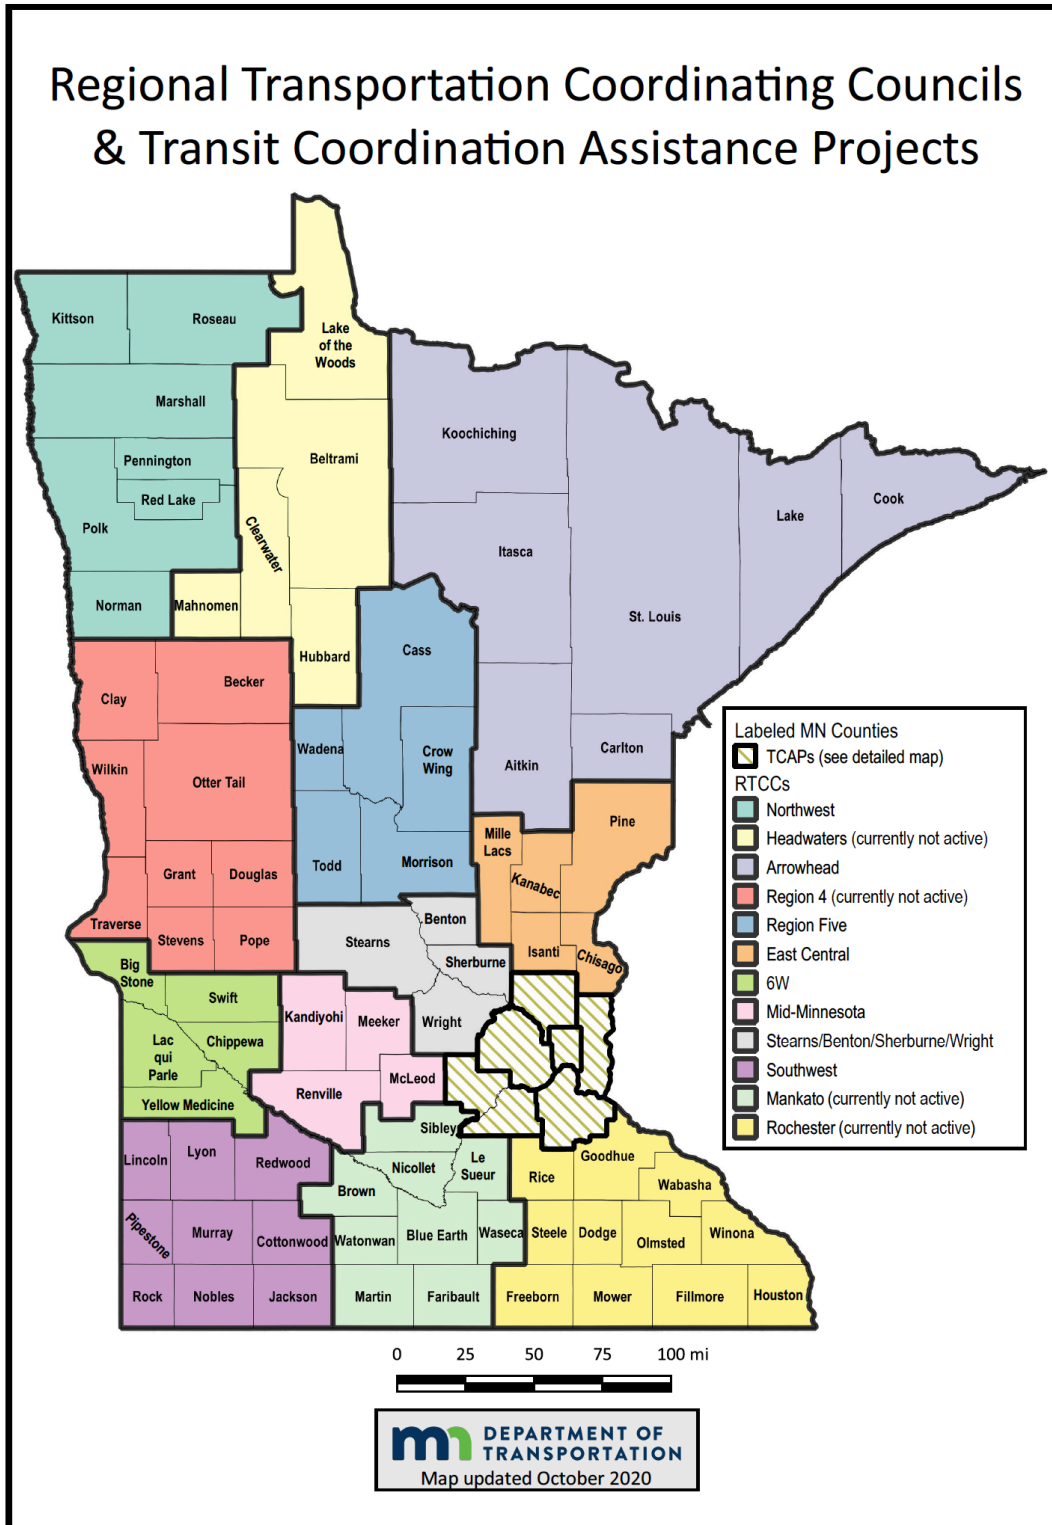 Regional Transportation Coordinating Councils
& Transit Coordination Assistance Projects
Kittson
Roseau
Lake
of the
Woods
Marshall
Koochiching
Beltrami
Pennington
Red Lake
Cook
Lake
Polk
Clearwater
Itasca
Norman
Mahnomen
St. Louis
Hubbard
Cass
Becker
Clay
Wadena
Crow
Wing
Carlton
Aitkin
Wilkin
Otter Tail
Pine
Mille
Lacs
Todd
Morrison
Grant
Douglas
Kanabec
Traverse
Stevens
Pope
Stearns
Benton
Isanti
Chisago
Sherburne
Big
Stone
Swift
Kandiyohi
Meeker
Wright
Lac
qui
Parle
Chippewa
McLeod
Renville
Yellow Medicine
Sibley
Lincoln
Lyon
Redwood
Nicollet
Le
Sueur
Rice
Goodhue
Wabasha
Brown
Pipestone
Murray
Cottonwood
Watonwan
Blue Earth
Waseca
Steele
Dodge
Olmsted
Winona
Rock
Nobles
Jackson
Martin
Faribault
Freeborn
Mower
Fillmore
Houston
Labeled MN Counties
TCAPs (see detailed map)
RTCCs
Northwest
Headwaters (currently not active)
Arrowhead
Region 4 (currently not active)
Region Five
East Central
6W
Mid-Minnesota
Stearns/Benton/Sherburne/Wright
Southwest
Mankato (currently not active)
Rochester (currently not active)
0 25 50 75 100 mi
mn DEPARTMENT OF
TRANSPORTATION
Map updated October 2020